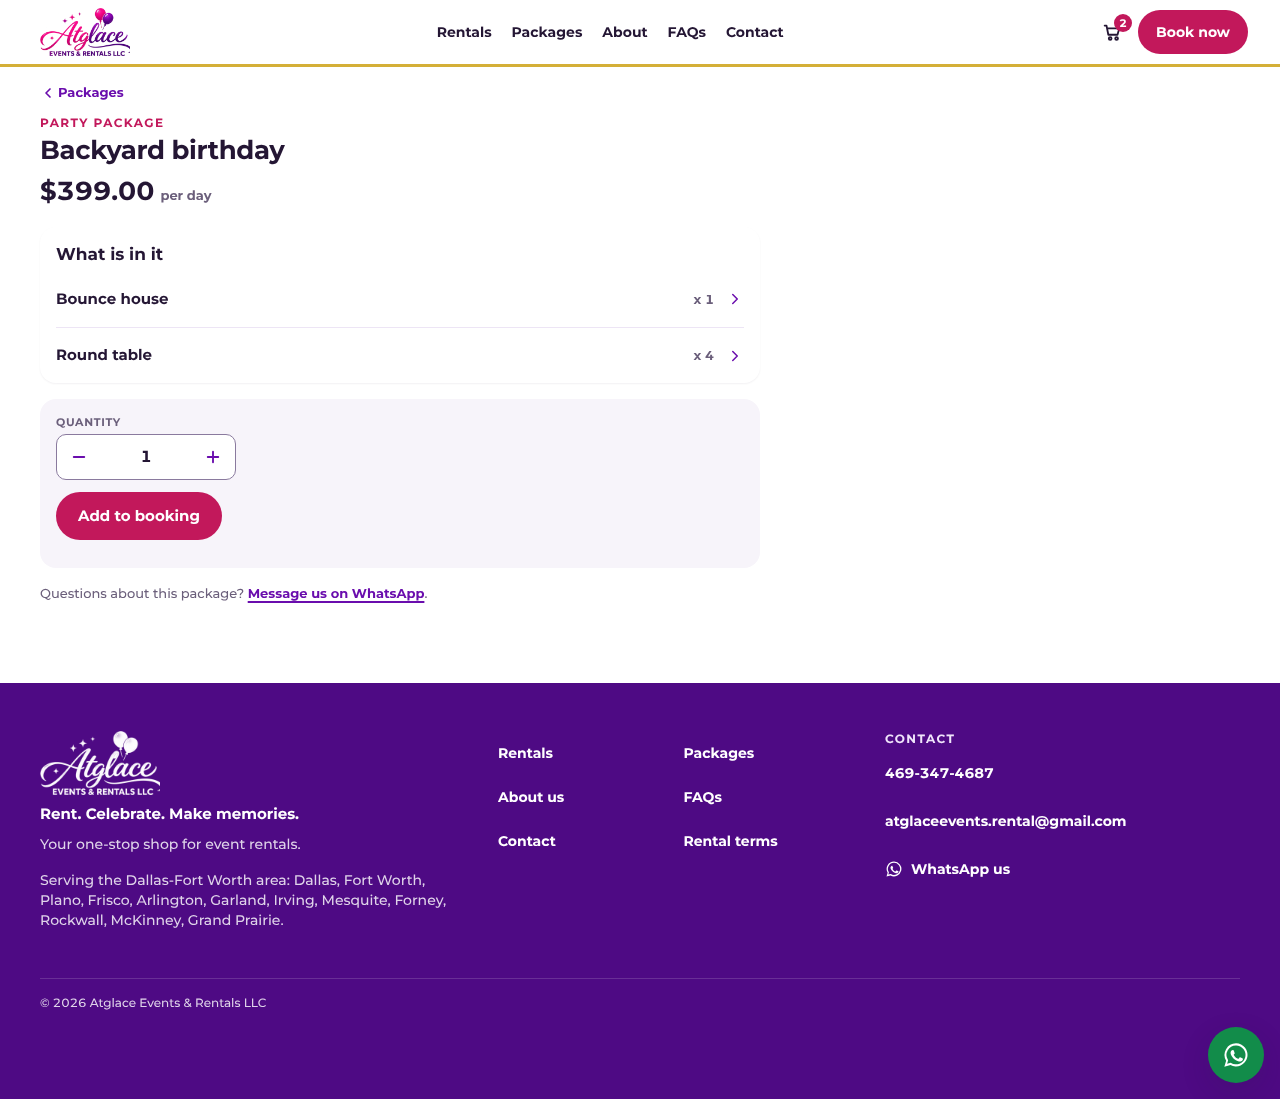 Atglace
EVENTS & RENTALS LLC
Rentals
Packages
About
FAQs
Contact
2
Book now
Packages
PARTY PACKAGE
Backyard birthday
$399.00 per day
What is in it
Bounce house
x 1
Round table
x 4
QUANTITY
1
Add to booking
Questions about this package? Message us on WhatsApp.
Atglace
EVENTS & RENTALS LLC
Rent. Celebrate. Make memories.
Your one-stop shop for event rentals.
Serving the Dallas-Fort Worth area: Dallas, Fort Worth,
Plano, Frisco, Arlington, Garland, Irving, Mesquite, Forney,
Rockwall, McKinney, Grand Prairie.
Rentals
Packages
About us
FAQs
Contact
Rental terms
CONTACT
469-347-4687
atglaceevents.rental@gmail.com
WhatsApp us
© 2026 Atglace Events & Rentals LLC